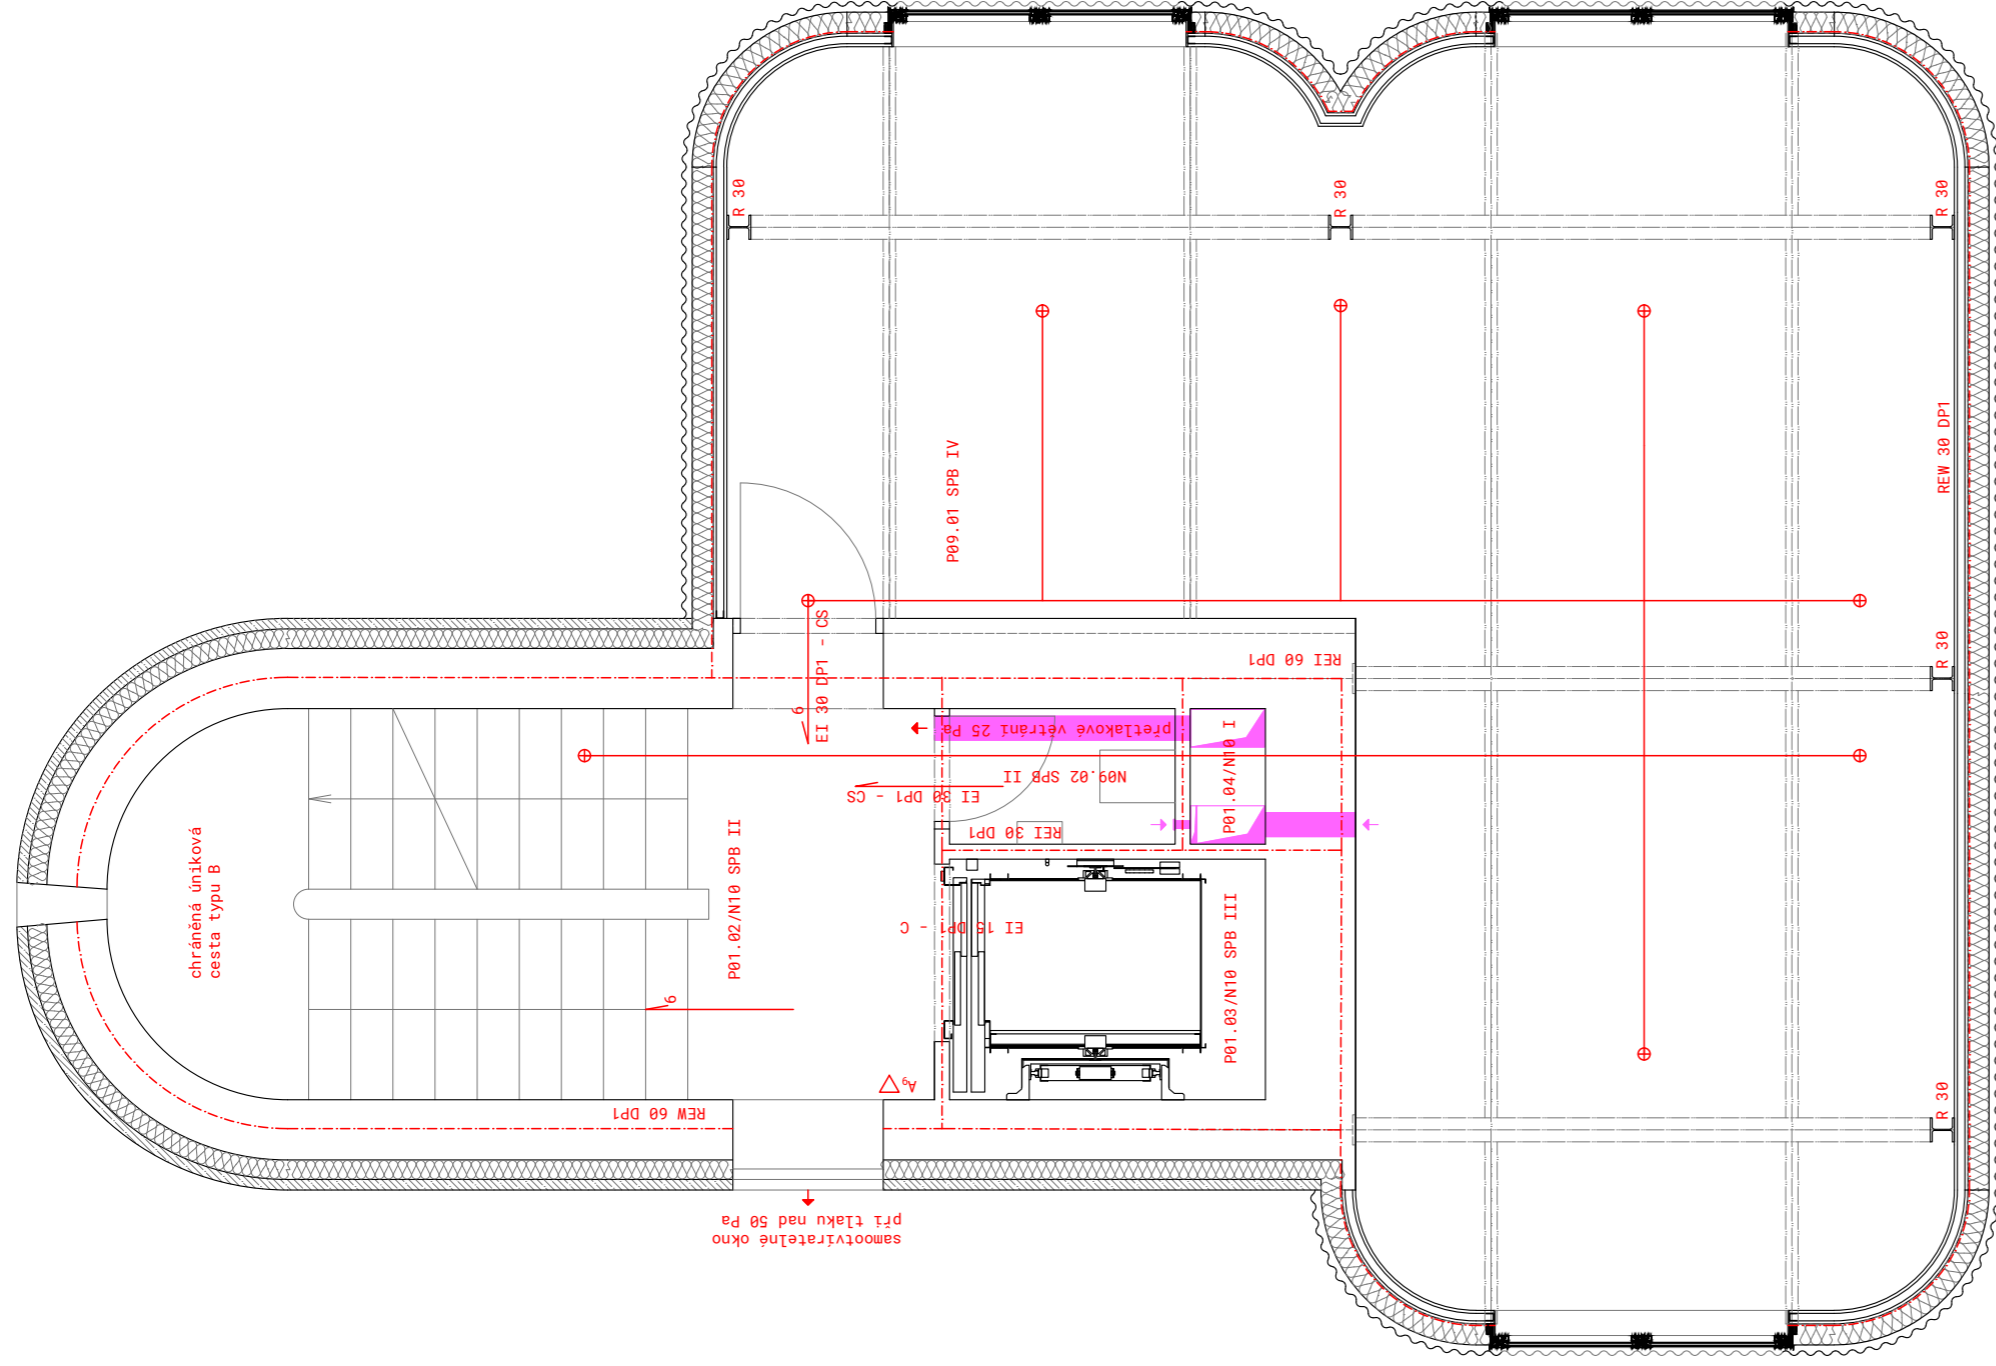 R 30
R 30
R 30
P09.01 SPB IV
REW 30 DP1
EI 30 DP1 - CS
6
REI 60 DP1
R 30
přetlakové větrání 25 Pa
P01.04/N10 I
N09.02 SPB II
EI 30 DP1 - CS
REI 30 DP1
chráněná úniková
cesta typu B
P01.02/N10 SPB II
EI 15 DP1 - C
P01.03/N10 SPB III
6
A9
REW 60 DP1
R 30
samootvíratelné okno
při tlaku nad 50 Pa